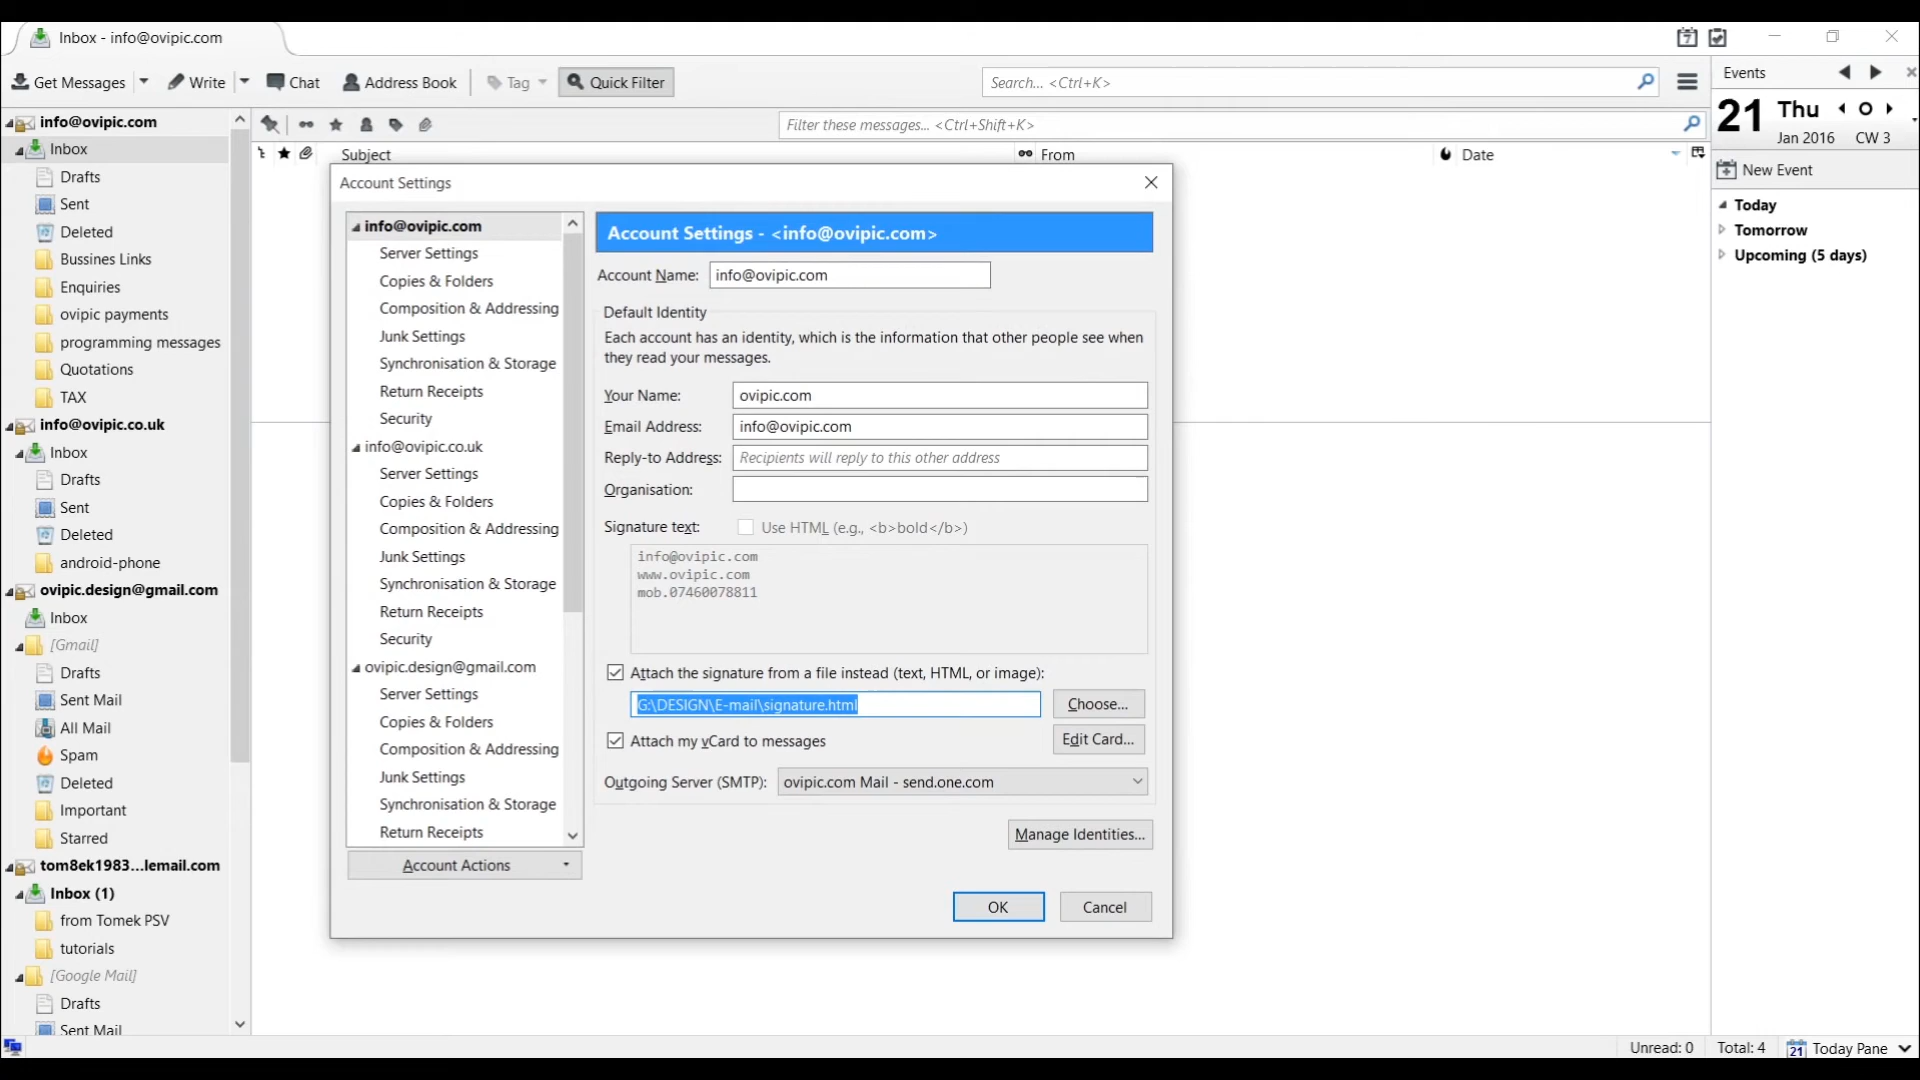 Inbox - info@ovipic.com
7
Get Messages
Write
Chat
Address Book
Tag
Quick Filter
Search... <Ctrl+K>
Events
info@ovipic.com
Inbox
Drafts
Sent
Deleted
Bussines Links
Enquiries
ovipic payments
programming messages
Quotations
TAX
info@ovipic.co.uk
Inbox
Drafts
Sent
Deleted
android-phone
ovipic.design@gmail.com
Inbox
[Gmail]
Drafts
Sent Mail
All Mail
Spam
Deleted
Important
Starred
tom8ek1983...lemail.com
Inbox (1)
from Tomek PSV
tutorials
[Google Mail]
Drafts
Sent Mail
Filter these messages... <Ctrl+Shift+K>
Subject
From
Date
Account Settings
info@ovipic.com
Server Settings
Copies & Folders
Composition & Addressing
Junk Settings
Synchronisation & Storage
Return Receipts
Security
info@ovipic.co.uk
Server Settings
Copies & Folders
Composition & Addressing
Junk Settings
Synchronisation & Storage
Return Receipts
Security
ovipic.design@gmail.com
Server Settings
Copies & Folders
Composition & Addressing
Junk Settings
Synchronisation & Storage
Return Receipts
Account Actions
Account Settings - <info@ovipic.com>
Account Name: info@ovipic.com
Default Identity
Each account has an identity, which is the information that other people see when
they read your messages.
Your Name: ovipic.com
Email Address: info@ovipic.com
Reply-to Address: Recipients will reply to this other address
Organisation:
Signature text: Use HTML (e.g., <b>bold</b>)
info@ovipic.com
www.ovipic.com
mob.07460078811
Attach the signature from a file instead (text, HTML, or image):
G:\DESIGN\E-mail\signature.html
Choose...
Attach my vCard to messages
Edit Card...
Outgoing Server (SMTP): ovipic.com Mail - send.one.com
Manage Identities...
OK
Cancel
21 Thu
Jan 2016 CW 3
New Event
Today
Tomorrow
Upcoming (5 days)
Unread: 0
Total: 4
21 Today Pane